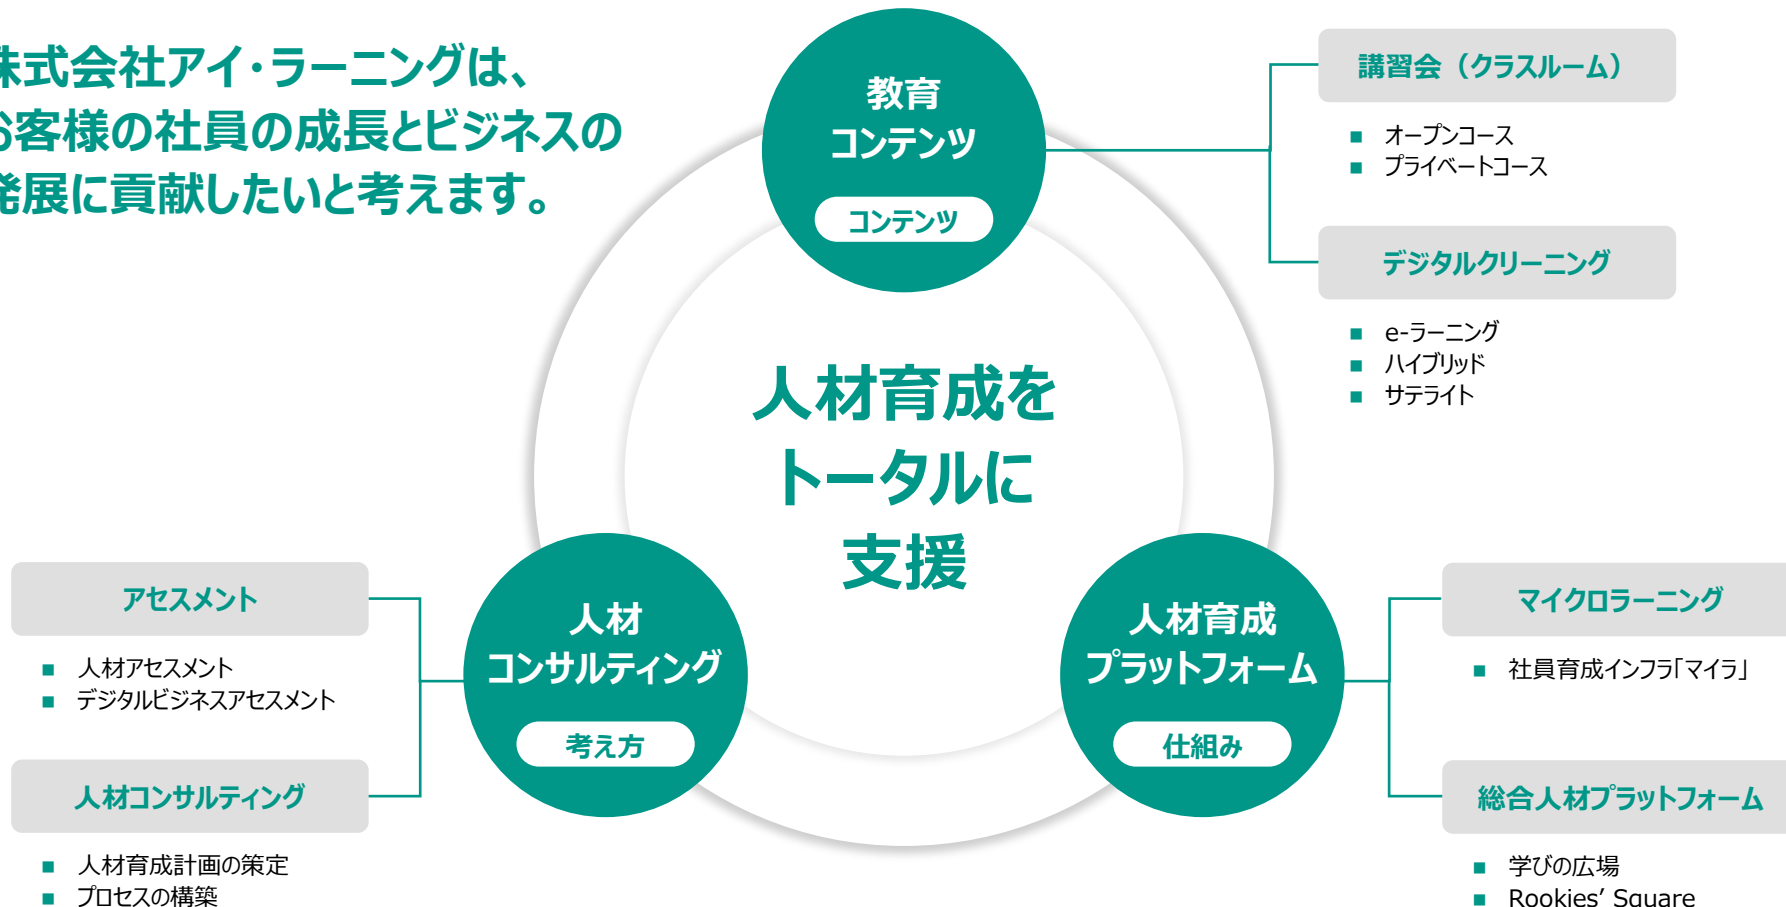 株式会社アイ・ラーニングは、
お客様の社員の成長とビジネスの
発展に貢献したいと考えます。
教育
コンテンツ
コンテンツ
講習会（クラスルーム）
■ オープンコース
■ プライベートコース
デジタルクリーニング
■ e-ラーニング
■ ハイブリッド
■ サテライト
人材育成を
トータルに
支援
アセスメント
■ 人材アセスメント
■ デジタルビジネスアセスメント
人材コンサルティング
■ 人材育成計画の策定
■ プロセスの構築
人材
コンサルティング
考え方
人材育成
プラットフォーム
仕組み
マイクロラーニング
■ 社員育成インフラ「マイラ」
総合人材プラットフォーム
■ 学びの広場
■ Rookies’ Square